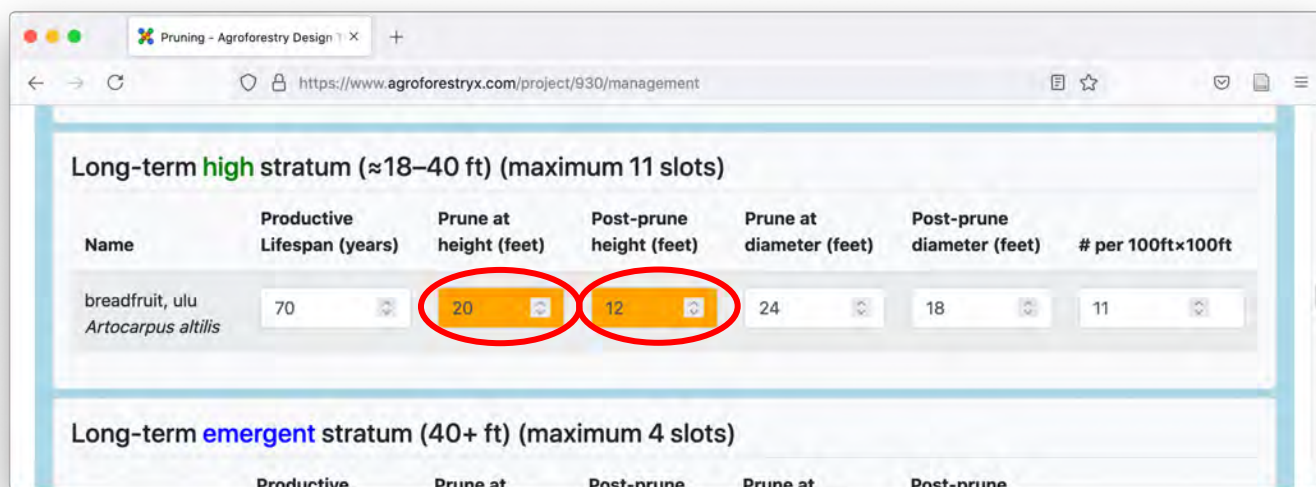 Pruning - Agroforestry Design
https://www.agroforestryx.com/project/930/management
Long-term high stratum (≈18–40 ft) (maximum 11 slots)
Name Productive Lifespan (years) Prune at height (feet) Post-prune height (feet) Prune at diameter (feet) Post-prune diameter (feet) # per 100ft×100ft
breadfruit, ulu 70 20 12 24 18 11
Artocarpus altilis
Long-term emergent stratum (40+ ft) (maximum 4 slots)
Productive Prune at Post-prune Prune at Post-prune